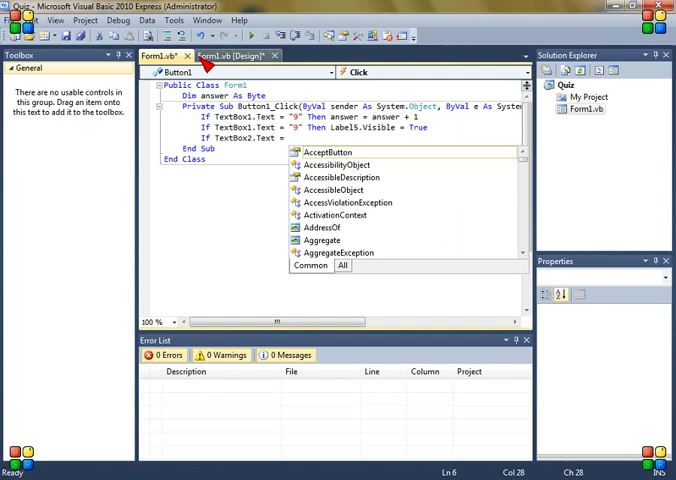 Quiz - Microsoft Visual Basic 2010 Express (Administrator)
File Edit View Project Debug Data Tools Window Help
Toolbox
General
There are no usable controls in
this group. Drag an item onto
this text to add it to the toolbox.
Form1.vb*
Form1.vb [Design]*
Button1
Click
Public Class Form1
Dim answer As Byte
Private Sub Button1_Click(ByVal sender As System.Object, ByVal e As System
If TextBox1.Text = "9" Then answer = answer + 1
If TextBox1.Text = "9" Then Label5.Visible = True
If TextBox2.Text =
End Sub
End Class
AcceptButton
AccessibilityObject
AccessibleDescription
AccessibleObject
AccessViolationException
ActivationContext
AddressOf
Aggregate
AggregateException
Common All
100 %
Error List
0 Errors 0 Warnings 0 Messages
Description File Line Column Project
Solution Explorer
Quiz
My Project
Form1.vb
Properties
Ready Ln 6 Col 28 Ch 28 INS